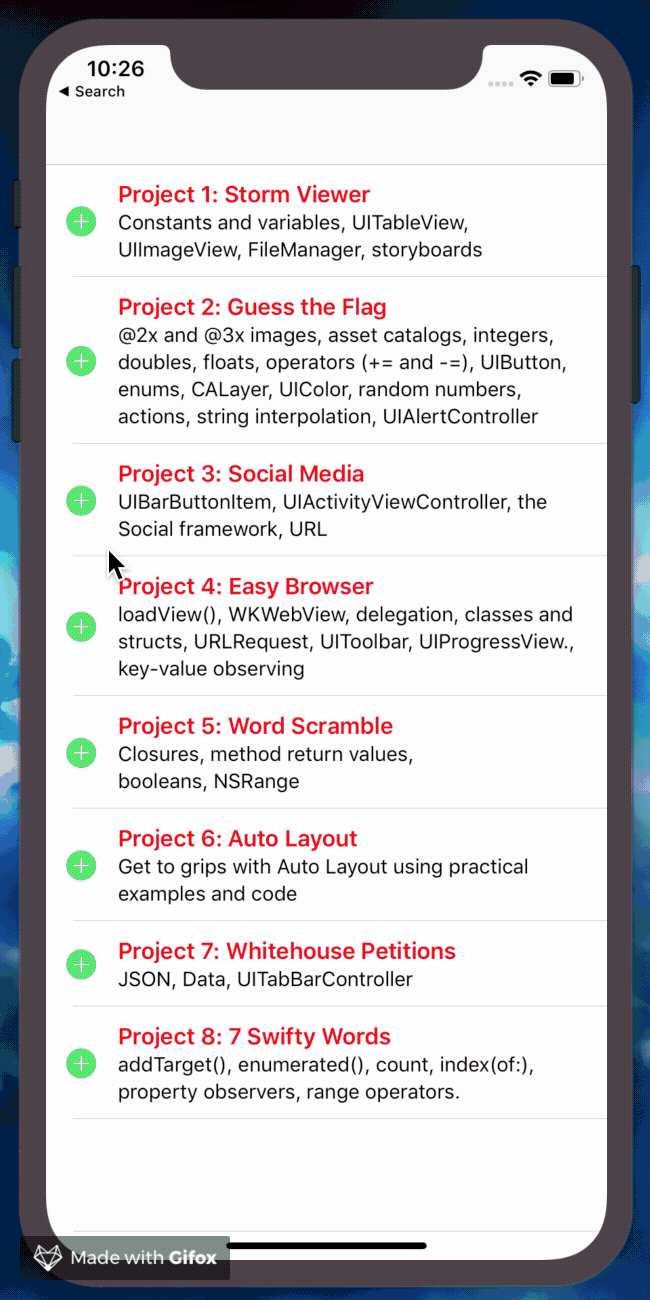 10:26
◀ Search
Project 1: Storm Viewer
Constants and variables, UITableView,
UIImageView, FileManager, storyboards
Project 2: Guess the Flag
@2x and @3x images, asset catalogs, integers,
doubles, floats, operators (+= and -=), UIButton,
enums, CALayer, UIColor, random numbers,
actions, string interpolation, UIAlertController
Project 3: Social Media
UIBarButtonItem, UIActivityViewController, the
Social framework, URL
Project 4: Easy Browser
loadView(), WKWebView, delegation, classes and
structs, URLRequest, UIToolbar, UIProgressView.,
key-value observing
Project 5: Word Scramble
Closures, method return values,
booleans, NSRange
Project 6: Auto Layout
Get to grips with Auto Layout using practical
examples and code
Project 7: Whitehouse Petitions
JSON, Data, UITabBarController
Project 8: 7 Swifty Words
addTarget(), enumerated(), count, index(of:),
property observers, range operators.
Made with Gifox